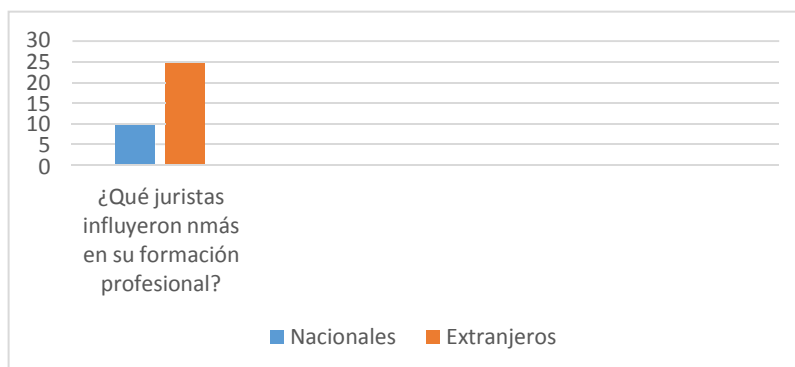 30
25
20
15
10
5
0
¿Qué juristas
influyeron nmás
en su formación
profesional?
Nacionales Extranjeros